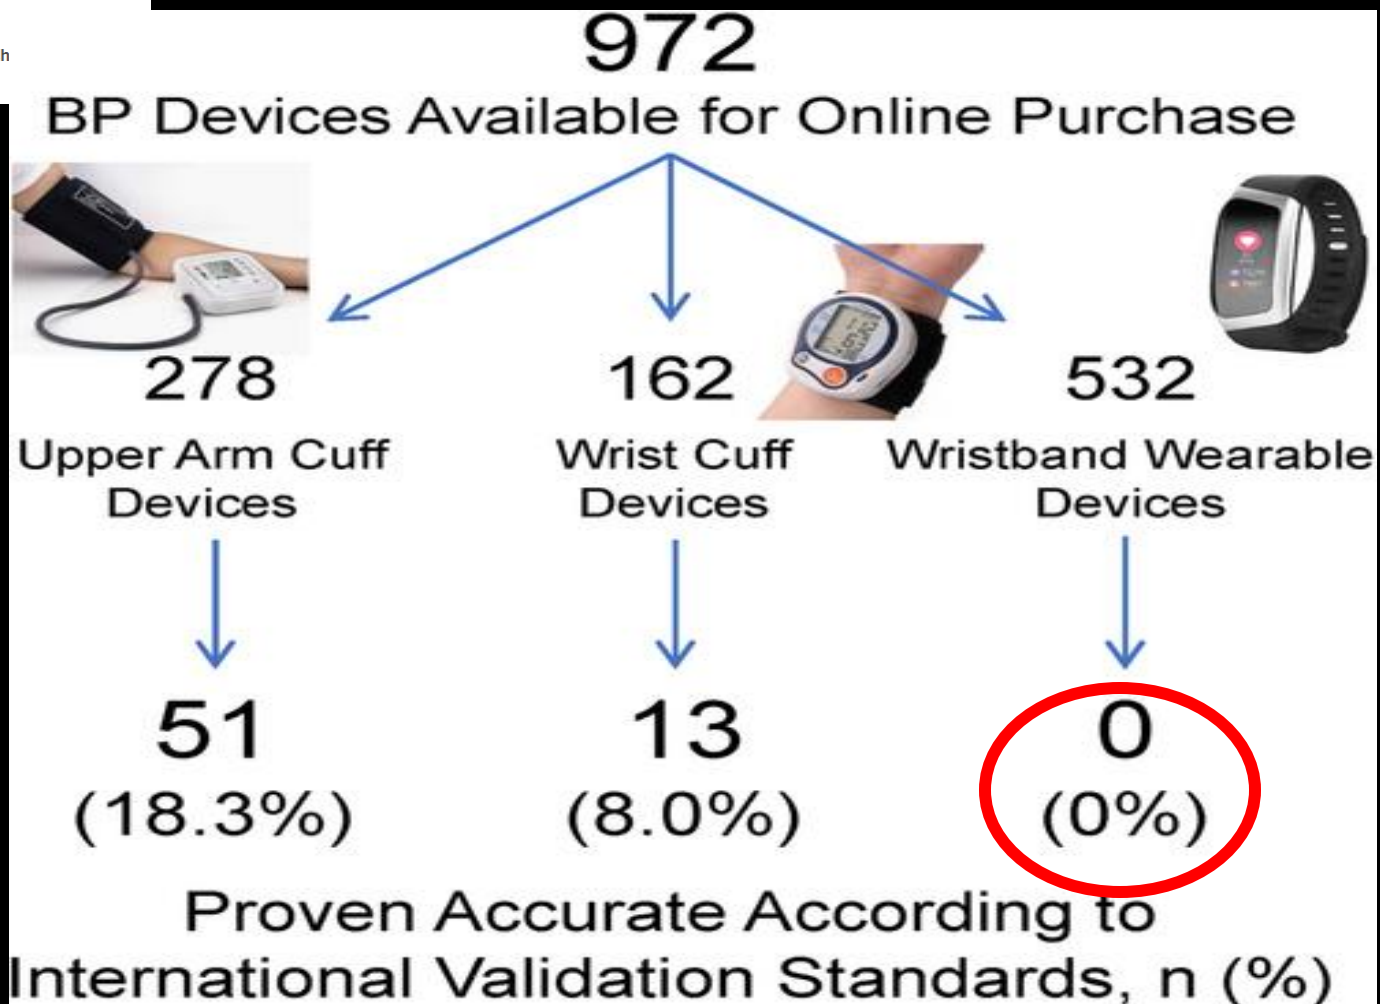 h
972
BP Devices Available for Online Purchase
278
162
532
Upper Arm Cuff
Devices
Wrist Cuff
Devices
Wristband Wearable
Devices
51
(18.3%)
13
(8.0%)
0
(0%)
Proven Accurate According to
International Validation Standards, n (%)